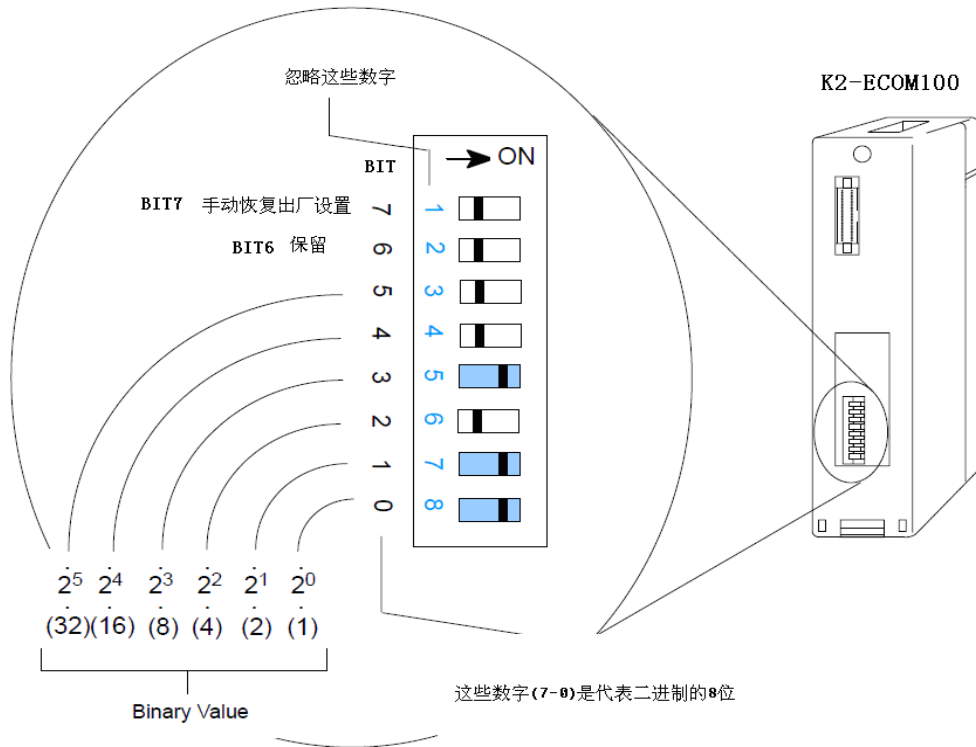 忽略这些数字
K2-ECOM100
→ ON
BIT
BIT7 手动恢复出厂设置 7 1
BIT6 保留 6 2
5 3
4 4
3 5
2 6
1 7
0 8
2⁵ 2⁴ 2³ 2² 2¹ 2⁰
(32) (16) (8) (4) (2) (1)
Binary Value
这些数字(7-0)是代表二进制的8位